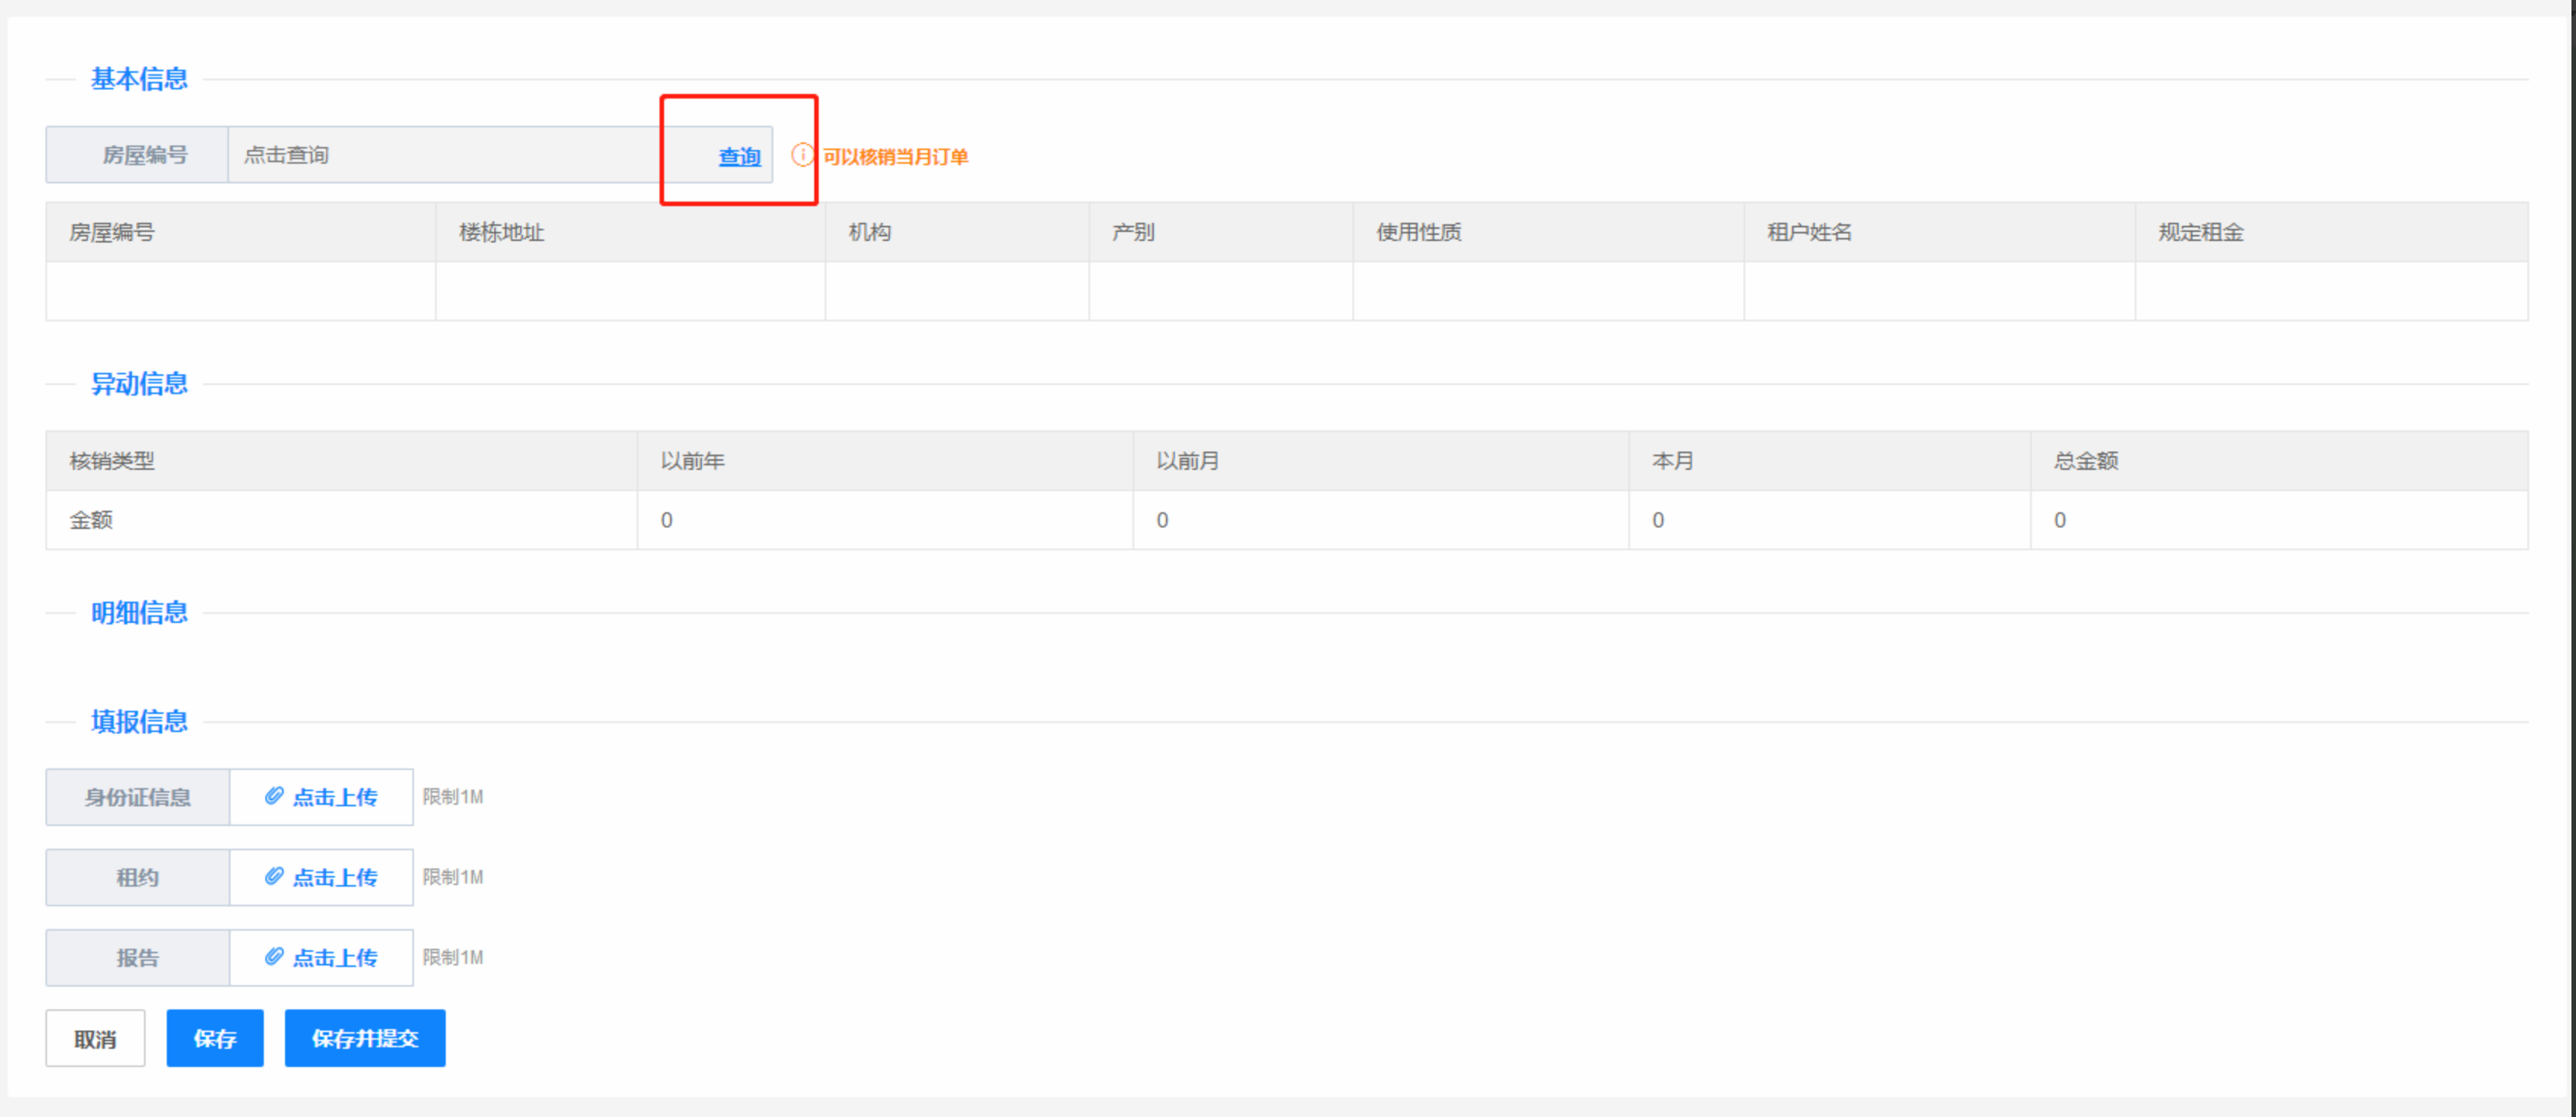 基本信息
房屋编号 点击查询 查询 可以核销当月订单
房屋编号 楼栋地址 机构 产别 使用性质 租户姓名 规定租金
异动信息
核销类型 以前年 以前月 本月 总金额
金额 0 0 0 0
明细信息
填报信息
身份证信息 点击上传 限制1M
租约 点击上传 限制1M
报告 点击上传 限制1M
取消 保存 保存并提交